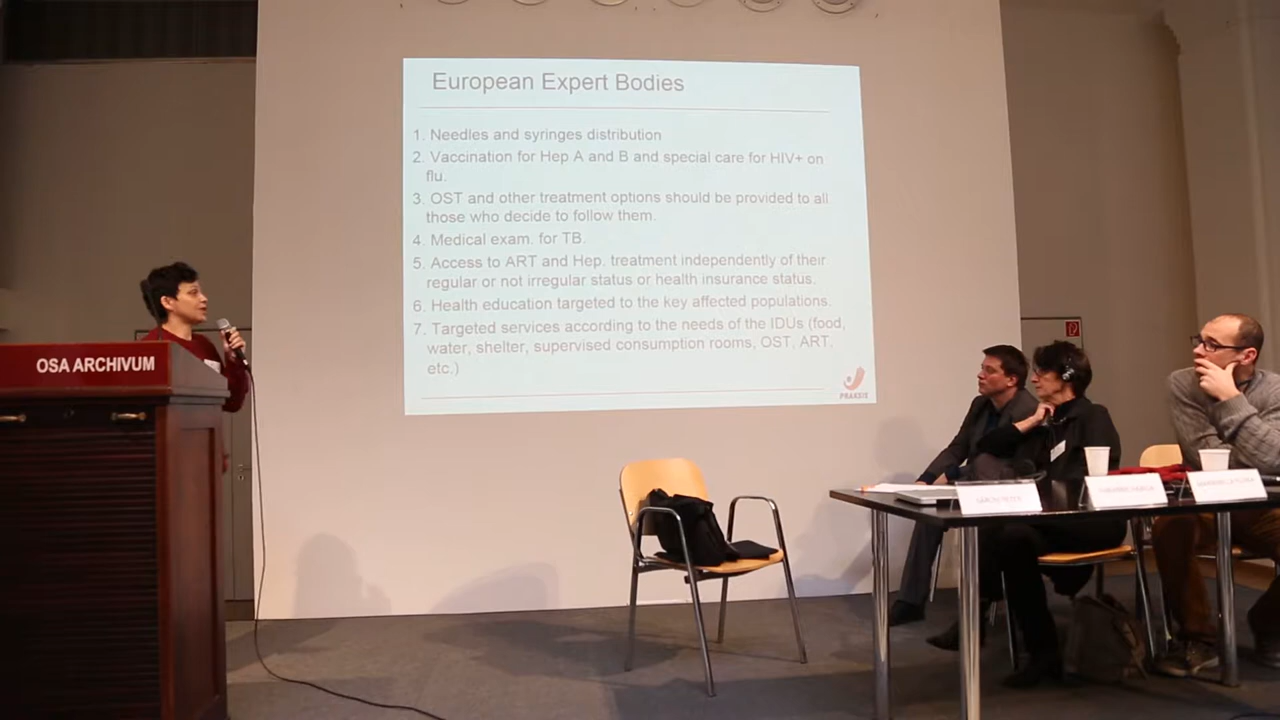 European Expert Bodies
1. Needles and syringes distribution
2. Vaccination for Hep A and B and special care for HIV+ on
flu.
3. OST and other treatment options should be provided to all
those who decide to follow them.
4. Medical exam. for TB.
5. Access to ART and Hep. treatment independently of their
regular or not irregular status or health insurance status.
6. Health education targeted to the key affected populations.
7. Targeted services according to the needs of the IDUs (food,
water, shelter, supervised consumption rooms, OST, ART,
etc.)
PRAKSIS
OSA ARCHIVUM